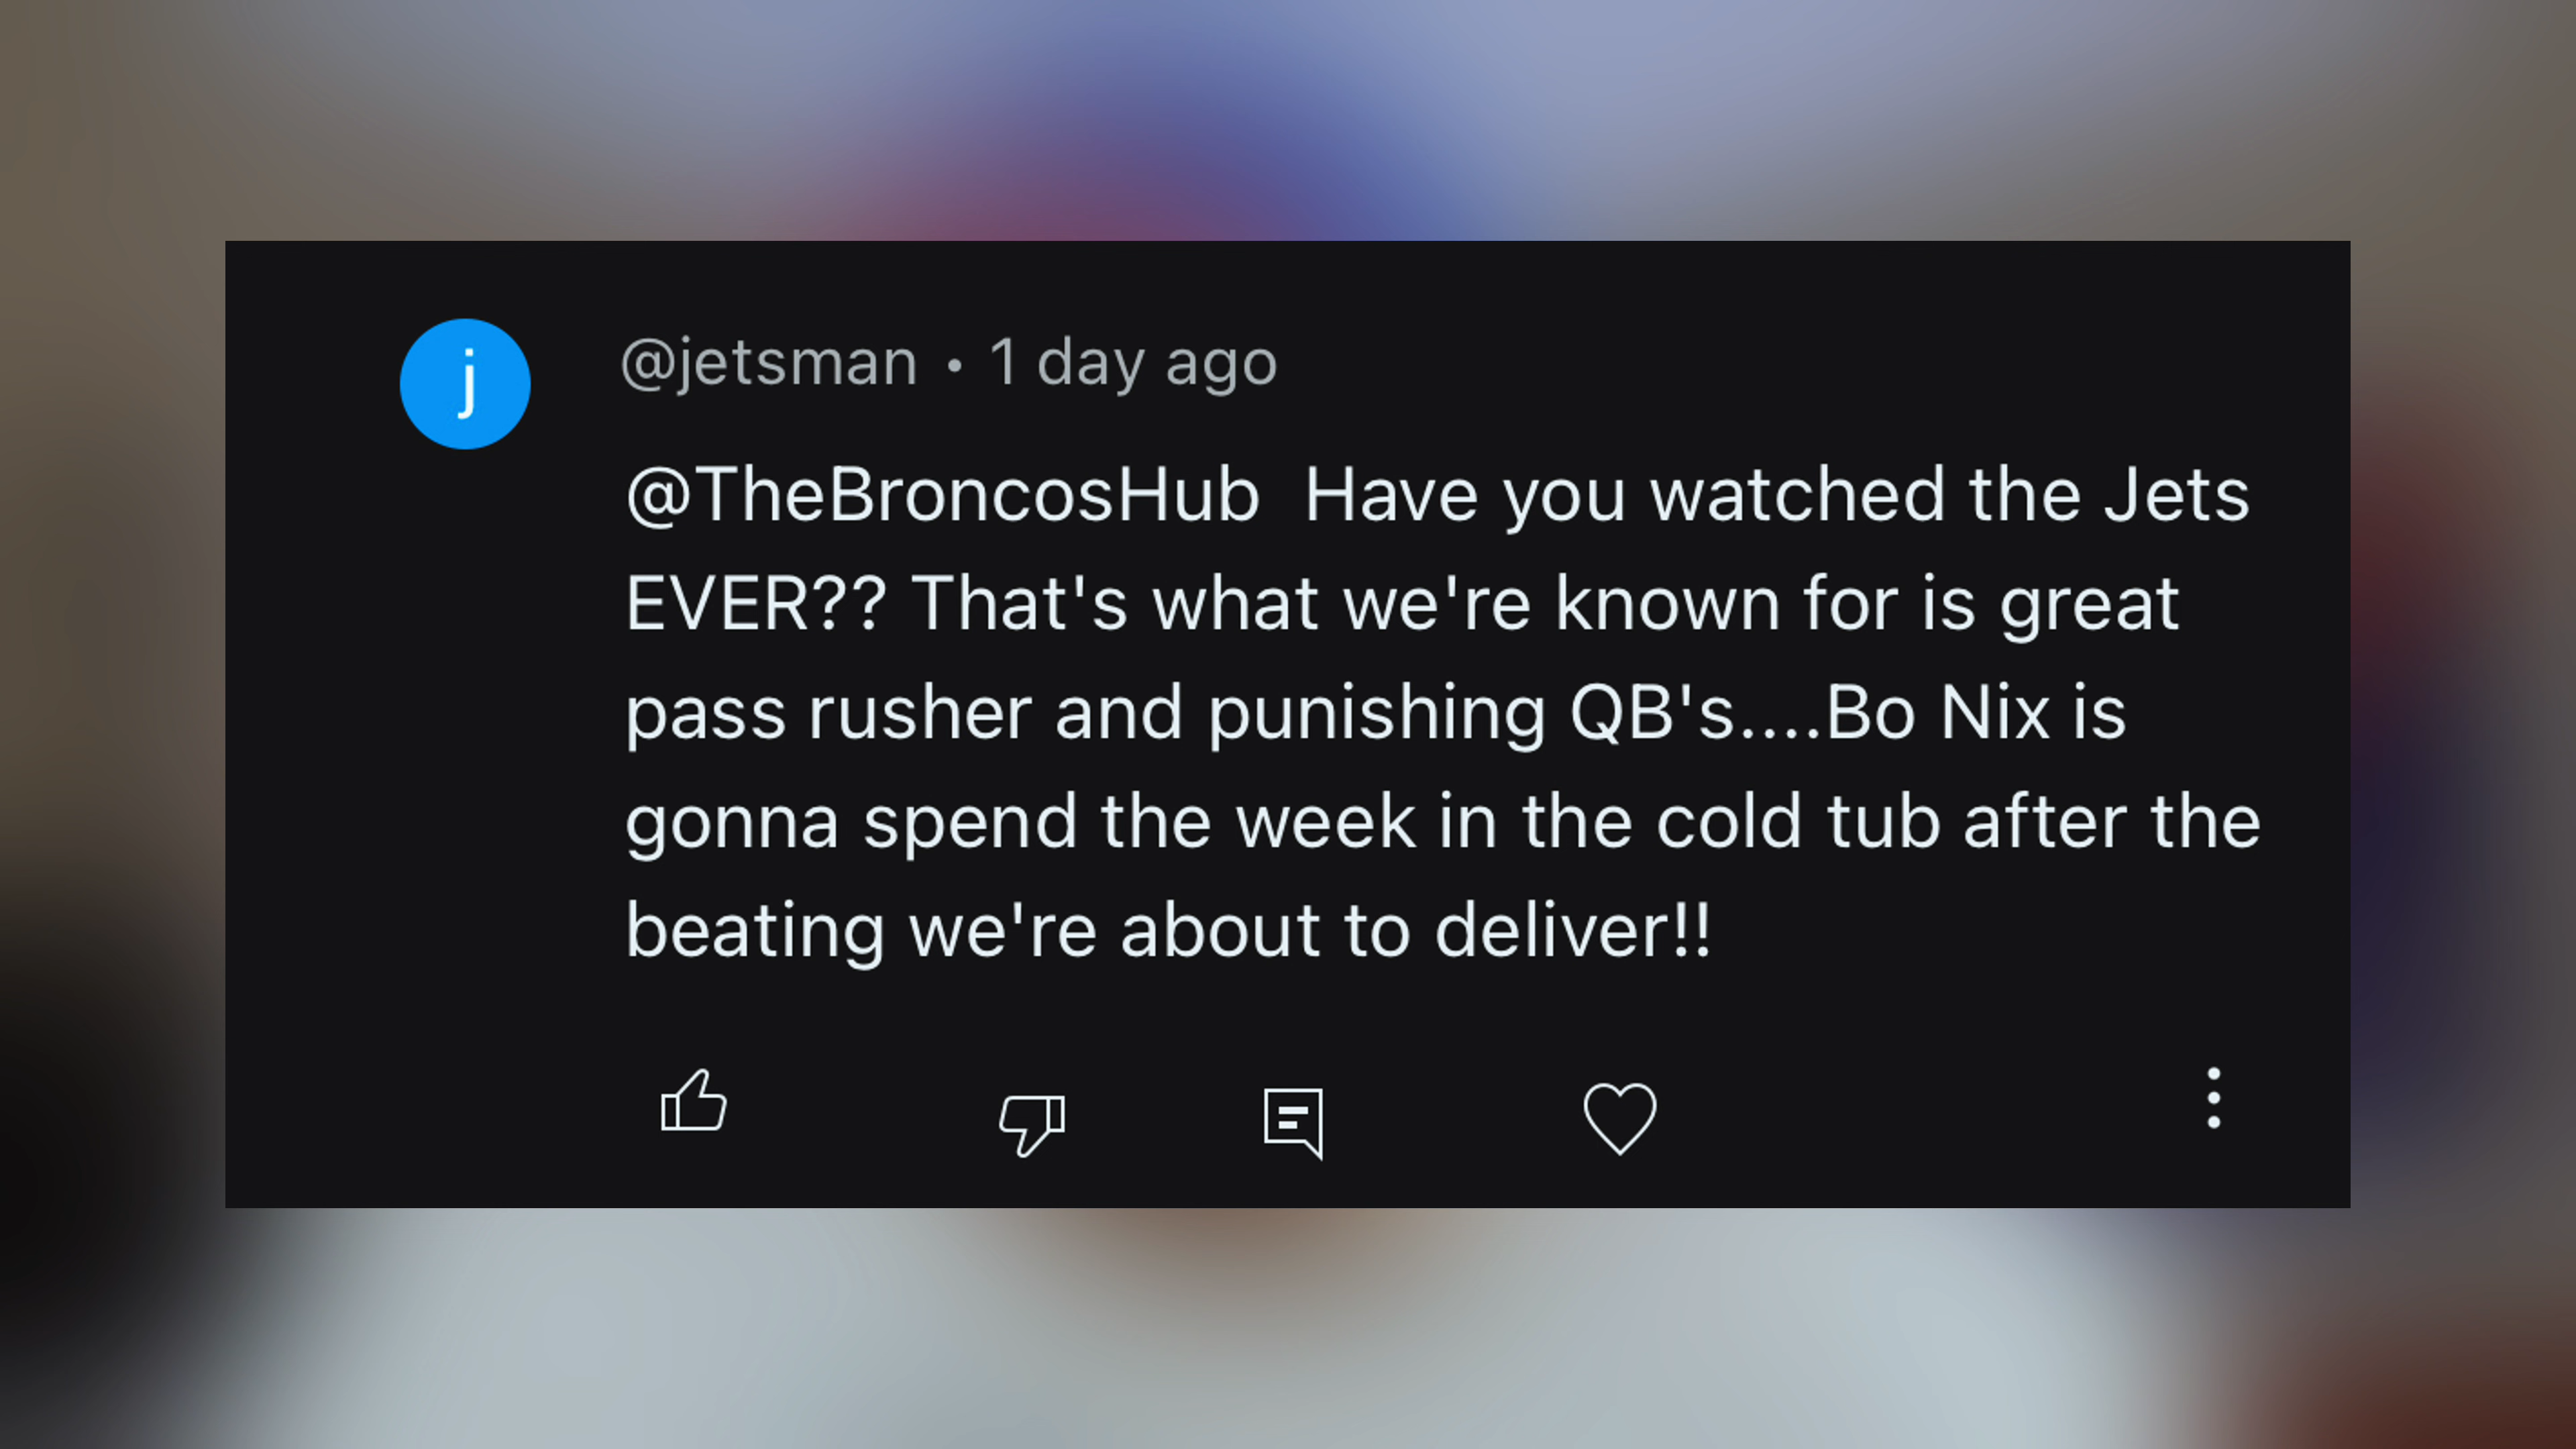 j
@jetsman • 1 day ago
@TheBroncosHub Have you watched the Jets
EVER?? That's what we're known for is great
pass rusher and punishing QB's....Bo Nix is
gonna spend the week in the cold tub after the
beating we're about to deliver!!